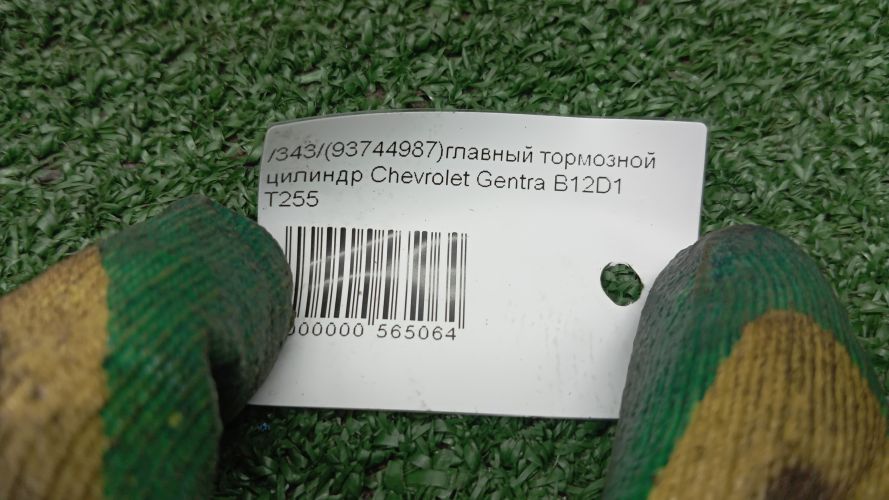 /343/(93744987)главный тормозной
цилиндр Chevrolet Gentra B12D1
T255
000000 565064